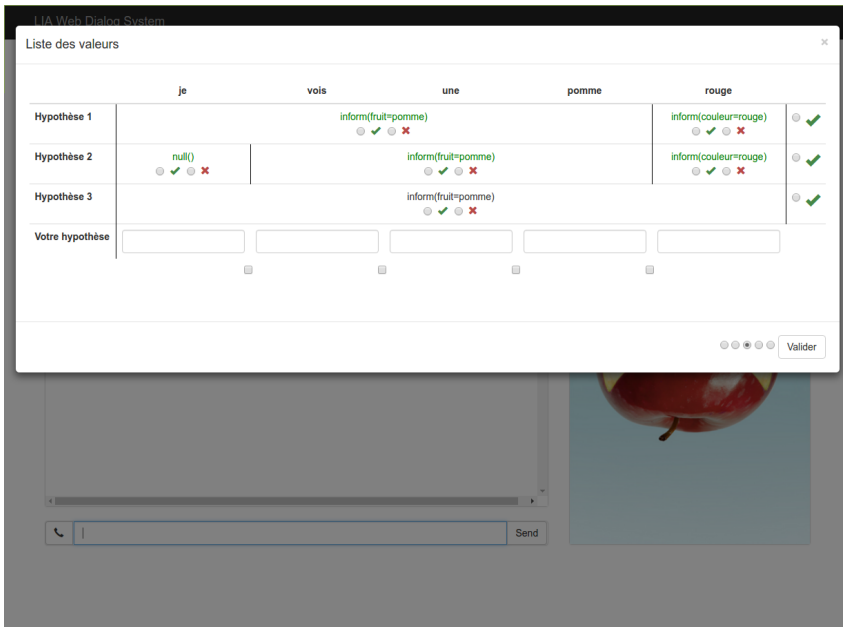 LIA Web Dialog System
Liste des valeurs
×
je vois une pomme rouge
Hypothèse 1 inform(fruit=pomme) inform(couleur=rouge)
Hypothèse 2 null() inform(fruit=pomme) inform(couleur=rouge)
Hypothèse 3 inform(fruit=pomme)
Votre hypothèse
Valider
Send